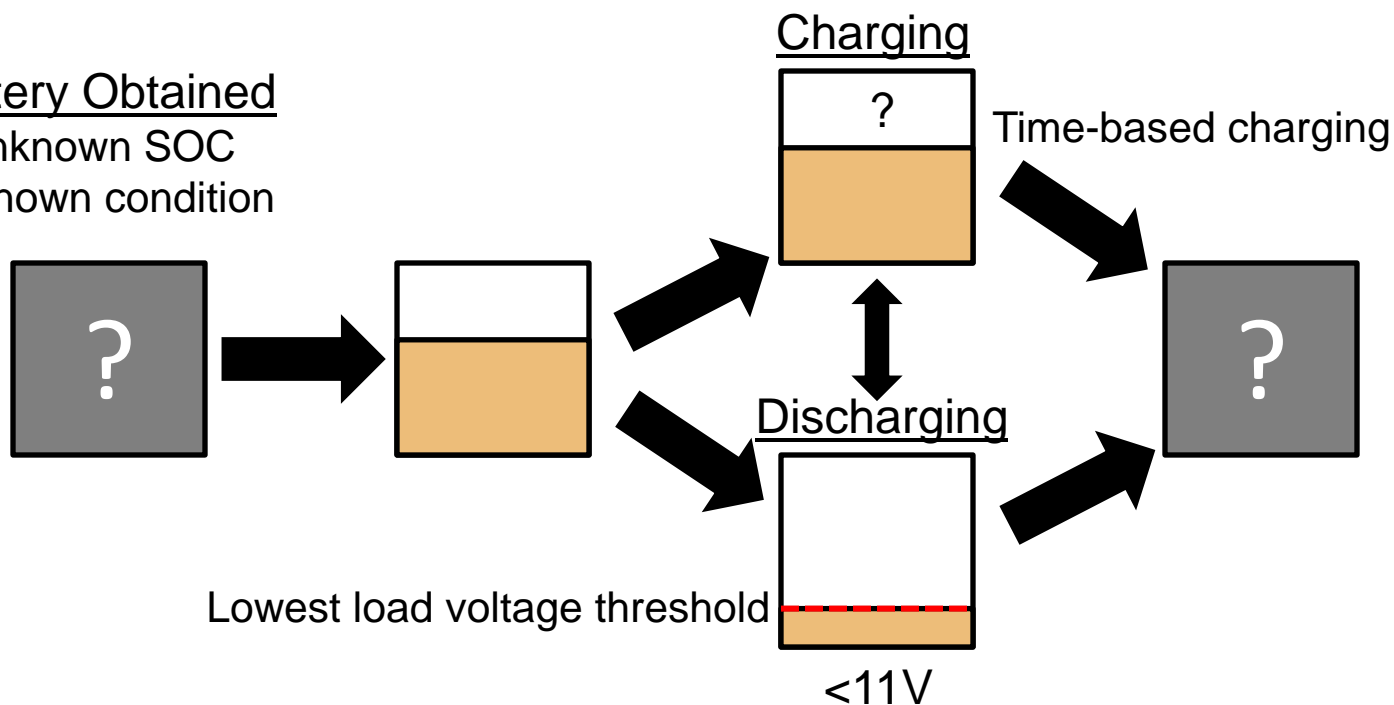 Charging
tery Obtained
nknown SOC
nown condition
?
Time-based charging
?
?
Discharging
Lowest load voltage threshold
<11V